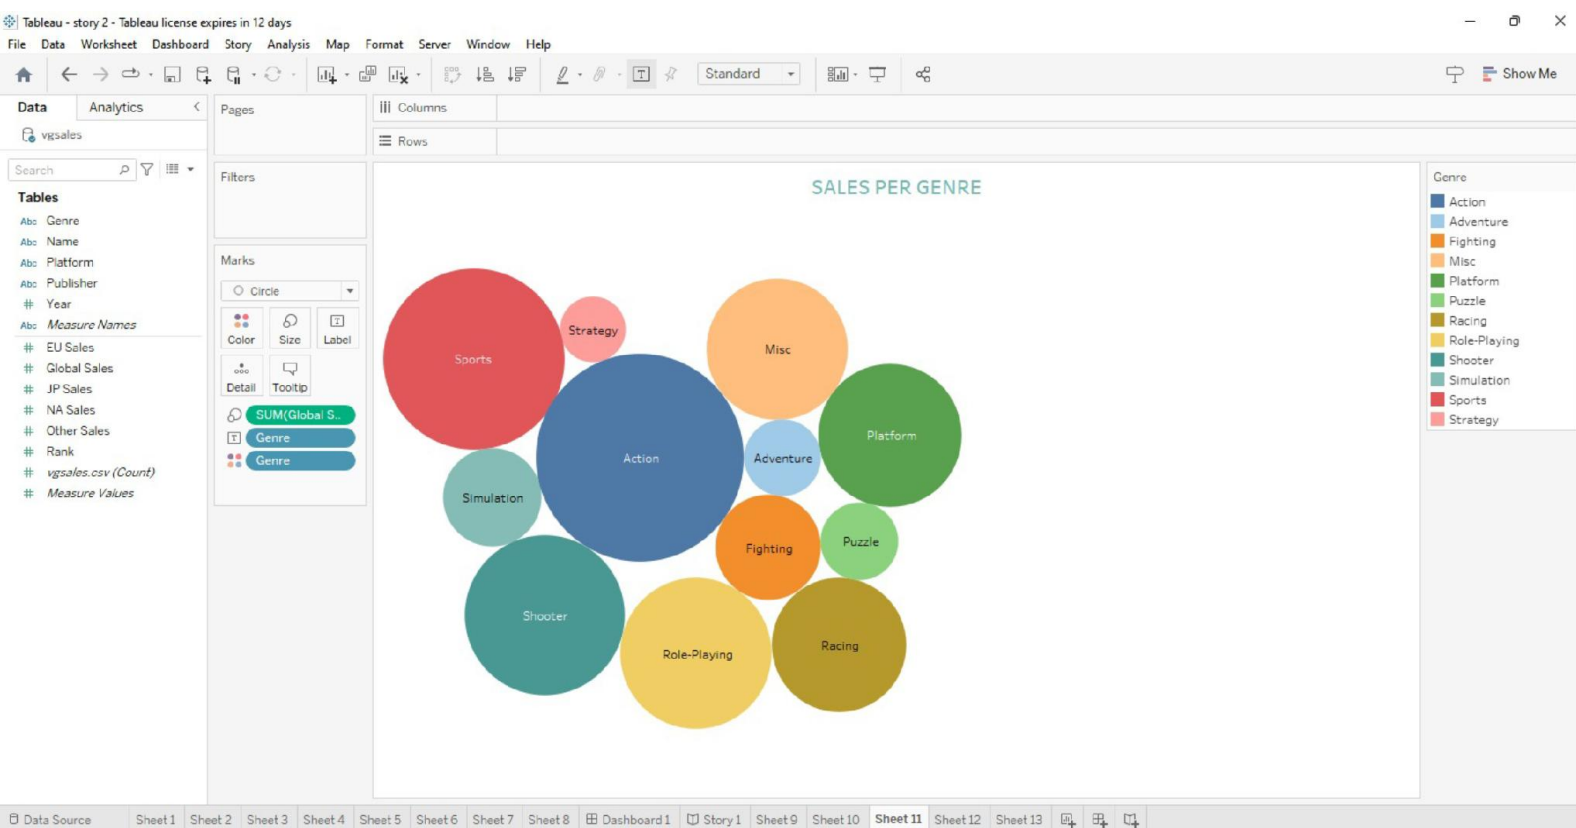 Tableau - story 2 - Tableau license expires in 12 days
File Data Worksheet Dashboard Story Analysis Map Format Server Window Help
Standard
Show Me
Data Analytics
vgsales
Search
Tables
Abc Genre
Abc Name
Abc Platform
Abc Publisher
# Year
Abc Measure Names
# EU Sales
# Global Sales
# JP Sales
# NA Sales
# Other Sales
# Rank
# vgsales.csv (Count)
# Measure Values
Pages
Filters
Marks
Circle
Color Size Label
Detail Tooltip
SUM(Global S..
Genre
Genre
Columns
Rows
SALES PER GENRE
Sports
Strategy
Misc
Platform
Action
Adventure
Simulation
Fighting
Puzzle
Shooter
Role-Playing
Racing
Genre
Action
Adventure
Fighting
Misc
Platform
Puzzle
Racing
Role-Playing
Shooter
Simulation
Sports
Strategy
Data Source Sheet 1 Sheet 2 Sheet 3 Sheet 4 Sheet 5 Sheet 6 Sheet 7 Sheet 8 Dashboard 1 Story 1 Sheet 9 Sheet 10 Sheet 11 Sheet 12 Sheet 13